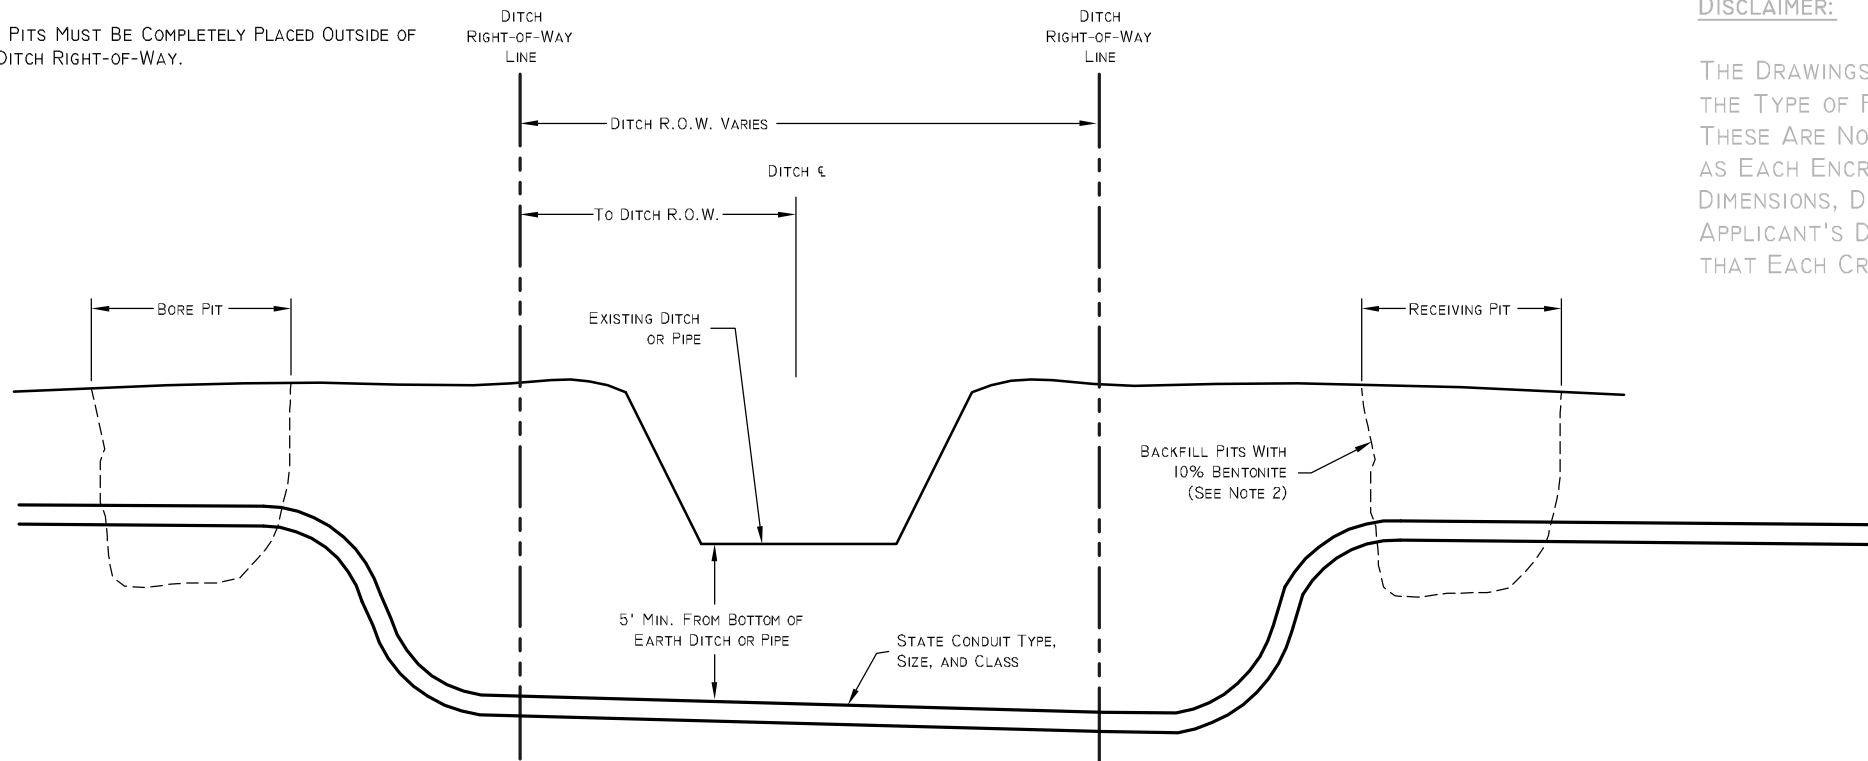 PITS MUST BE COMPLETELY PLACED OUTSIDE OF
DITCH RIGHT-OF-WAY.
DITCH
RIGHT-OF-WAY
LINE
DITCH
RIGHT-OF-WAY
LINE
DISCLAIMER:
THE DRAWINGS
THE TYPE OF
THESE ARE
AS EACH
DIMENSIONS,
APPLICANT'S
THAT EACH
DITCH R.O.W. VARIES
DITCH ℄
TO DITCH R.O.W.
BORE PIT
EXISTING DITCH
OR PIPE
RECEIVING PIT
BACKFILL PITS WITH
10% BENTONITE
(SEE NOTE 2)
5' MIN. FROM BOTTOM OF
EARTH DITCH OR PIPE
STATE CONDUIT TYPE,
SIZE, AND CLASS